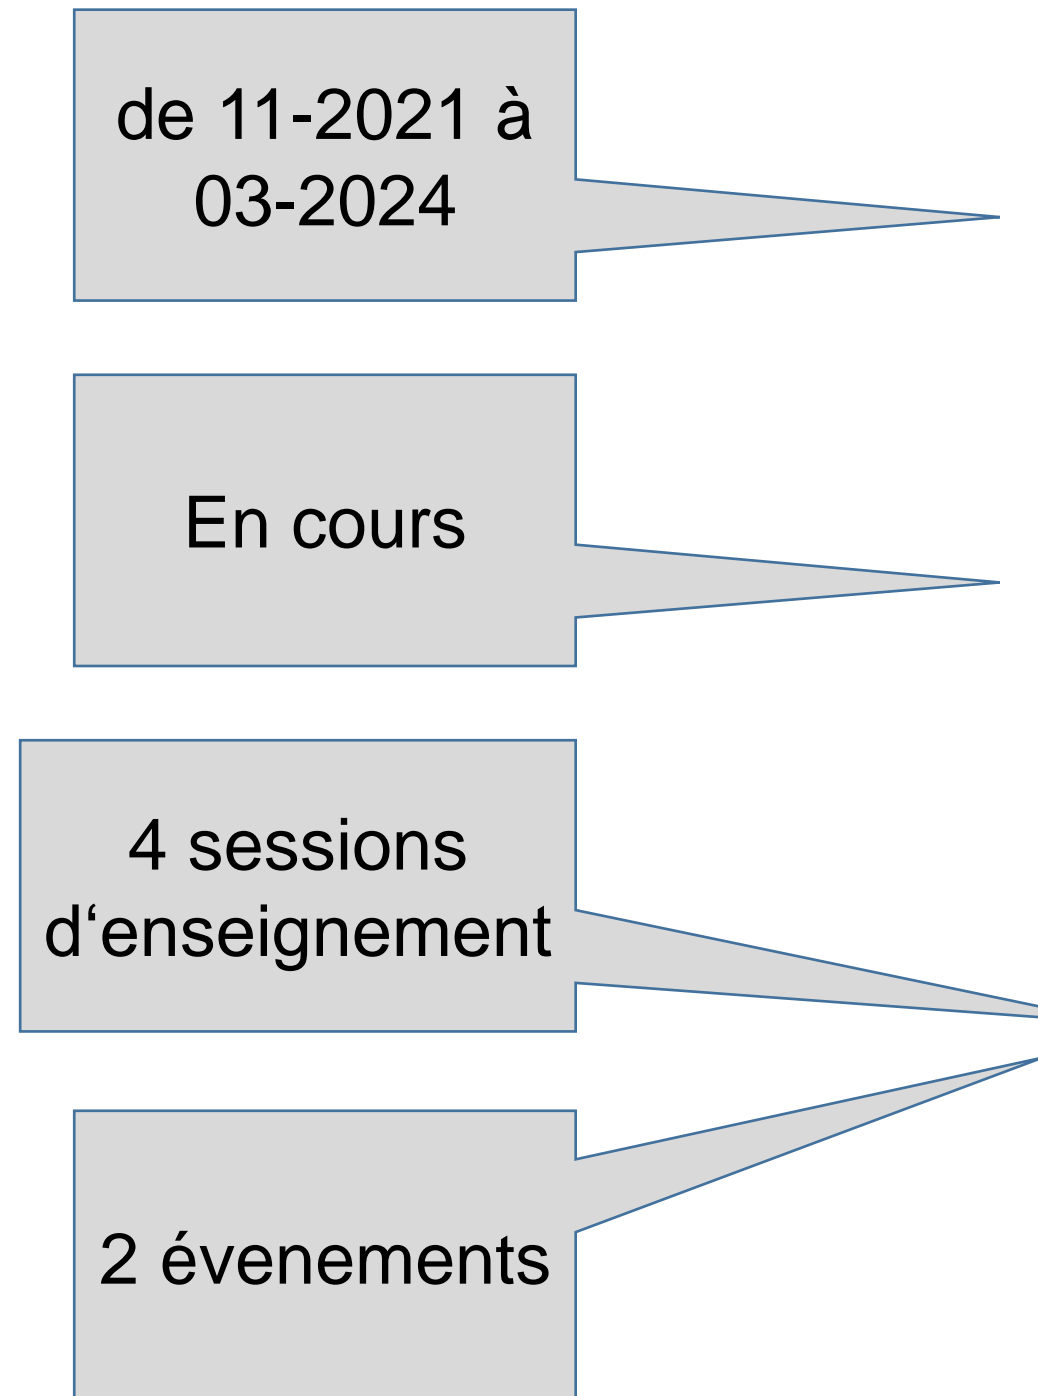 de 11-2021 à
03-2024
En cours
4 sessions
d‘enseignement
2 évenements